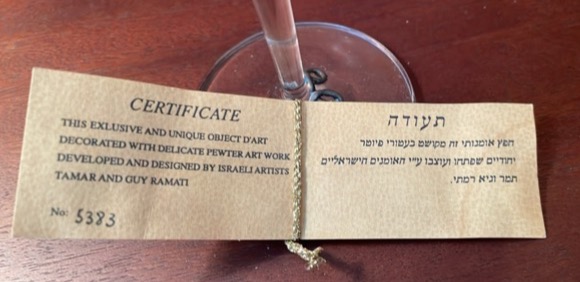 CERTIFICATE
THIS EXLUSIVE AND UNIQUE OBJECT D'ART
DECORATED WITH DELICATE PEWTER ART WORK
DEVELOPED AND DESIGNED BY ISRAELI ARTISTS
TAMAR AND GUY RAMATI
No: 5383
תעודה
חפץ אומנותי זה מקושט בעטורי פיוטר
יחודיים שפתחו ועוצבו ע״י האומנים הישראליים
תמר וגיא רמתי.